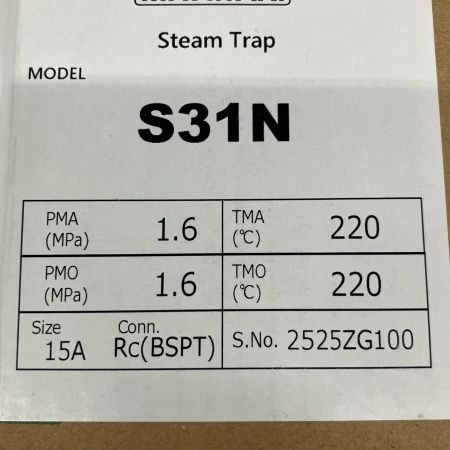 Steam Trap
MODEL
S31N
PMA (MPa) 1.6 TMA (℃) 220
PMO (MPa) 1.6 TMO (℃) 220
Size 15A Conn. Rc(BSPT) S.No. 2525ZG100